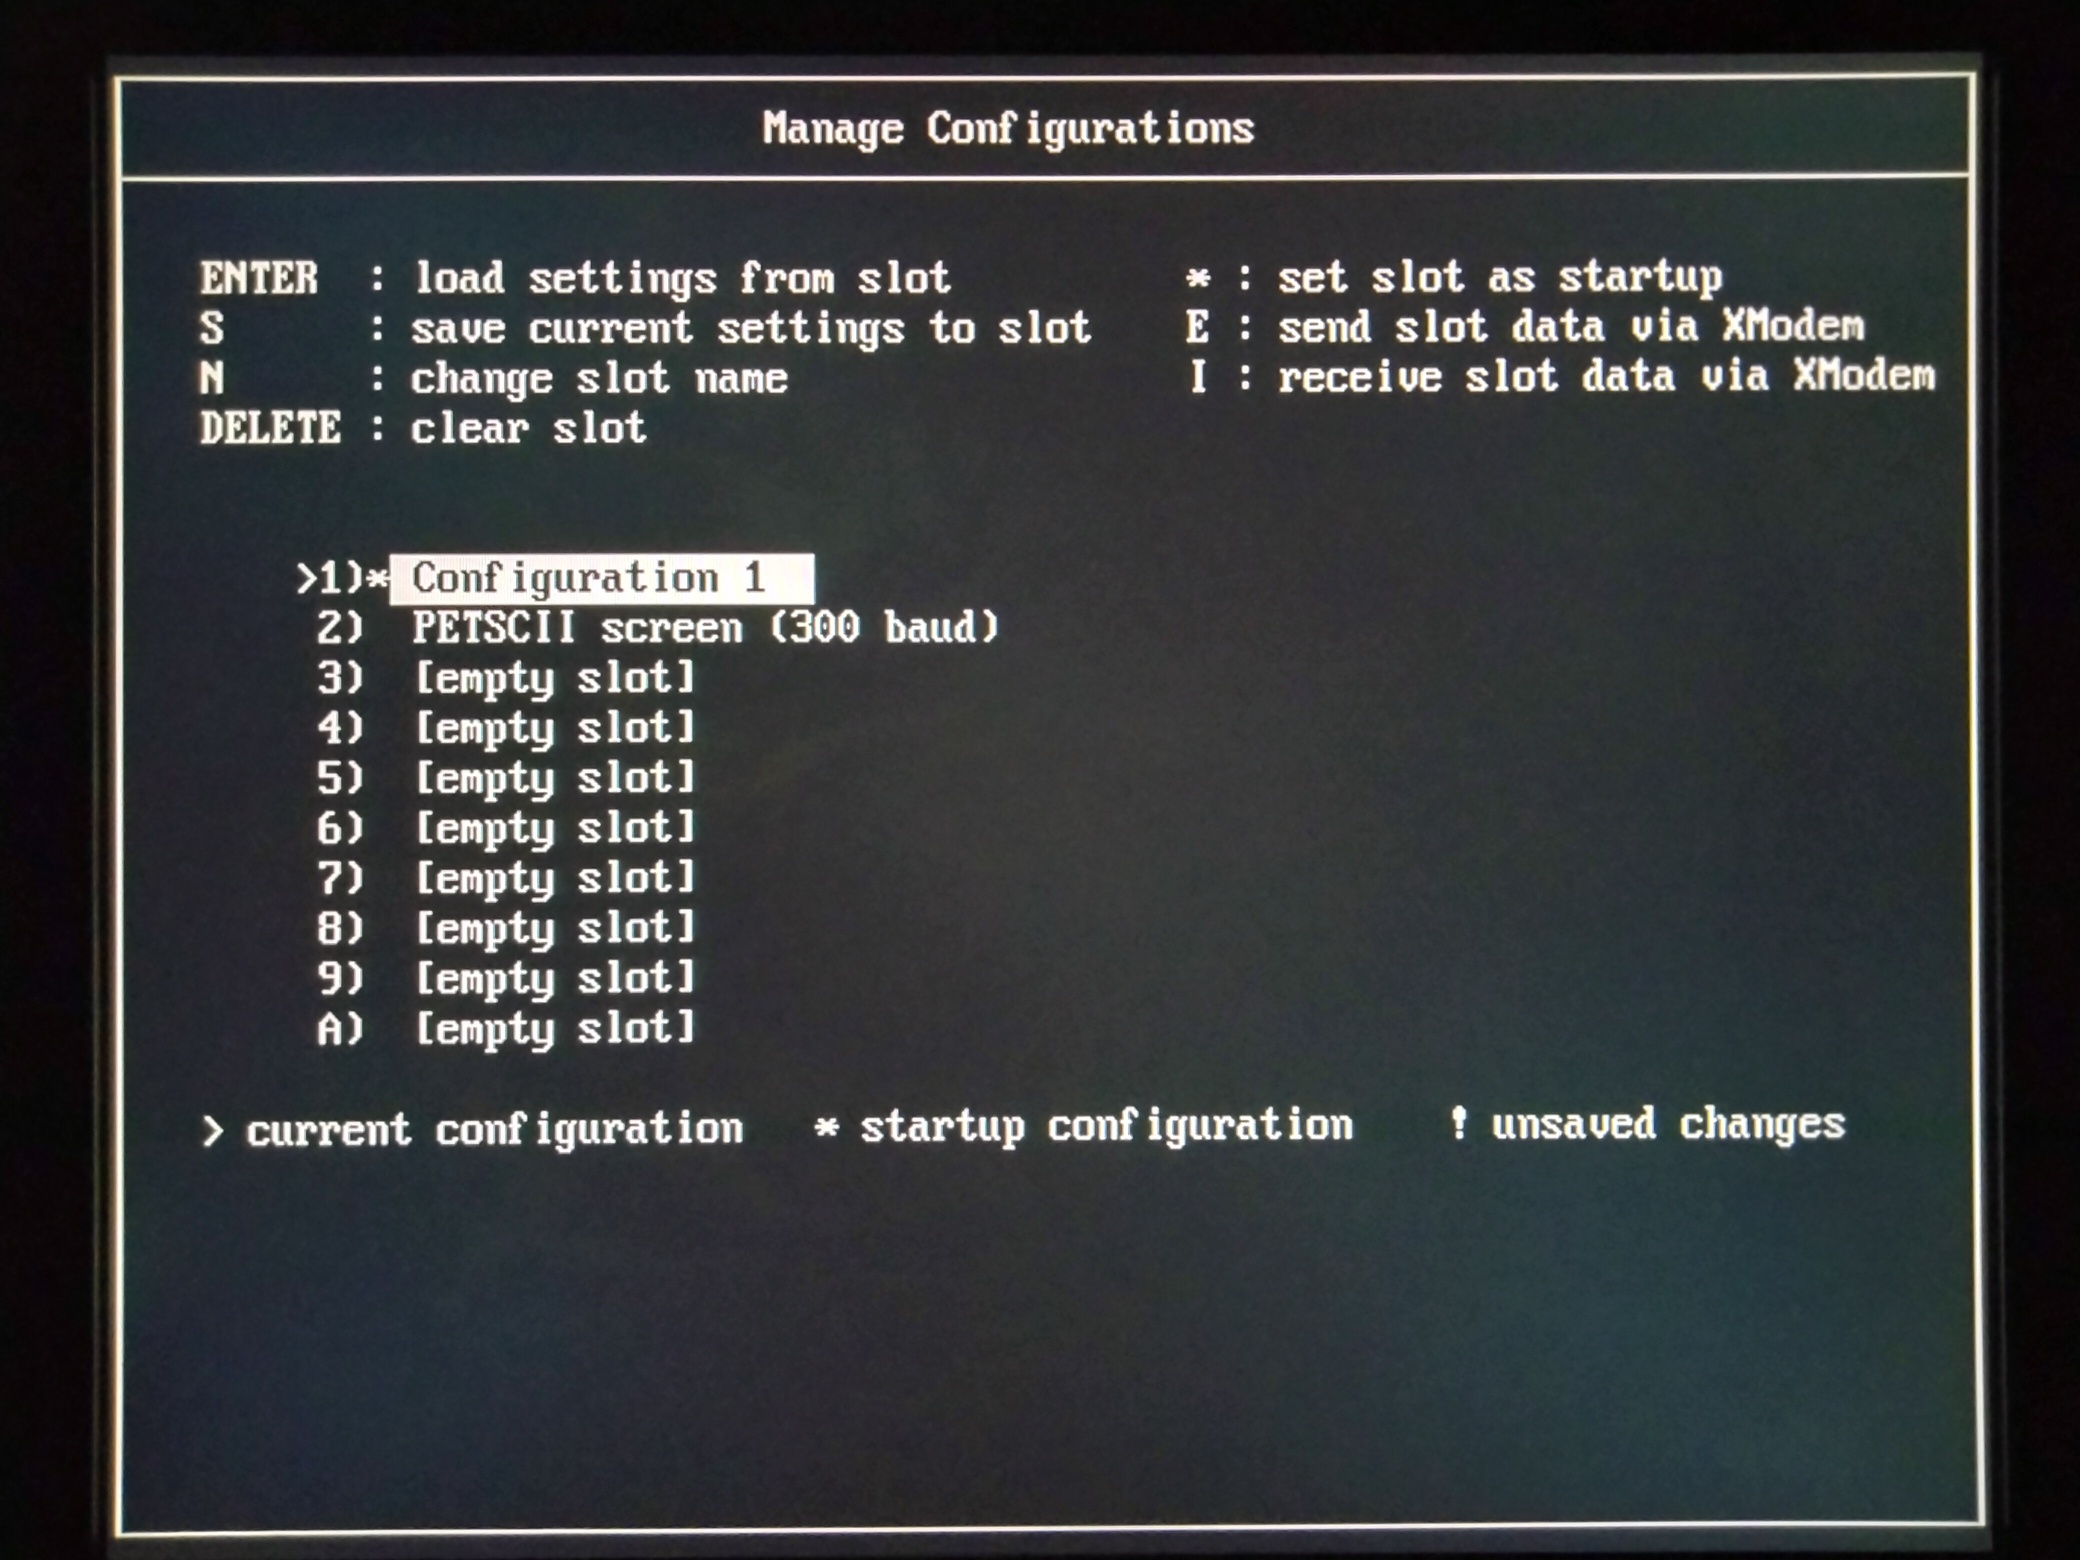 Manage Configurations
ENTER : load settings from slot * : set slot as startup
S : save current settings to slot E : send slot data via XModem
N : change slot name I : receive slot data via XModem
DELETE : clear slot
>1)* Configuration 1
2) PETSCII screen (300 baud)
3) [empty slot]
4) [empty slot]
5) [empty slot]
6) [empty slot]
7) [empty slot]
8) [empty slot]
9) [empty slot]
A) [empty slot]
> current configuration * startup configuration ! unsaved changes